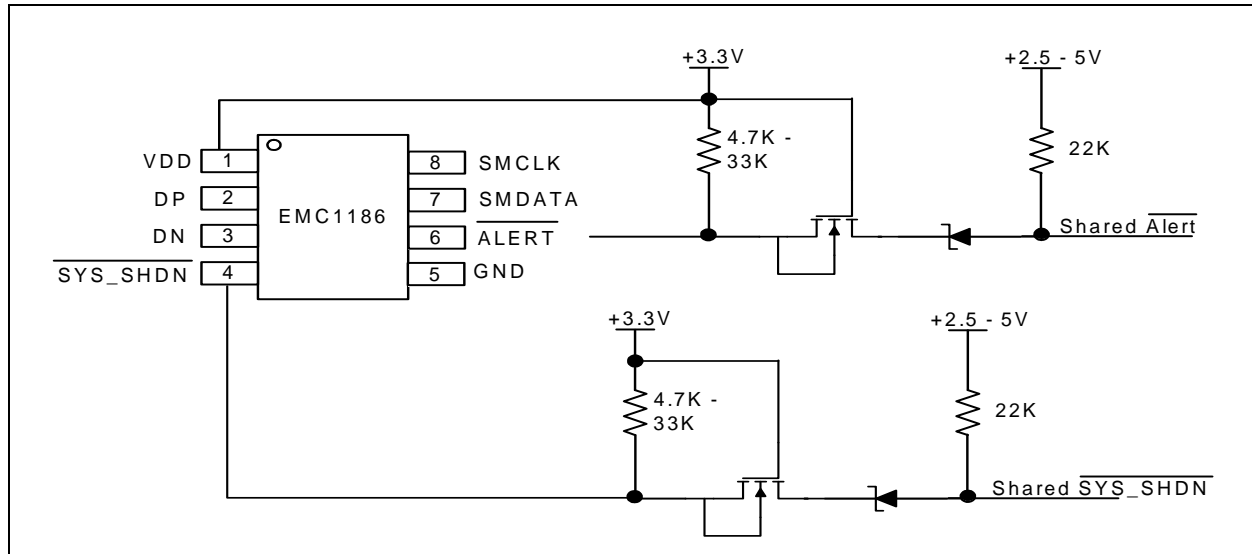 +3.3V
+2.5 - 5V
4.7K -
33K
22K
VDD 1
8 SMCLK
DP 2
7 SMDATA
EMC1186
DN 3
6 ALERT
Shared Alert
SYS_SHDN 4
5 GND
+3.3V
+2.5 - 5V
4.7K -
33K
22K
Shared SYS_SHDN